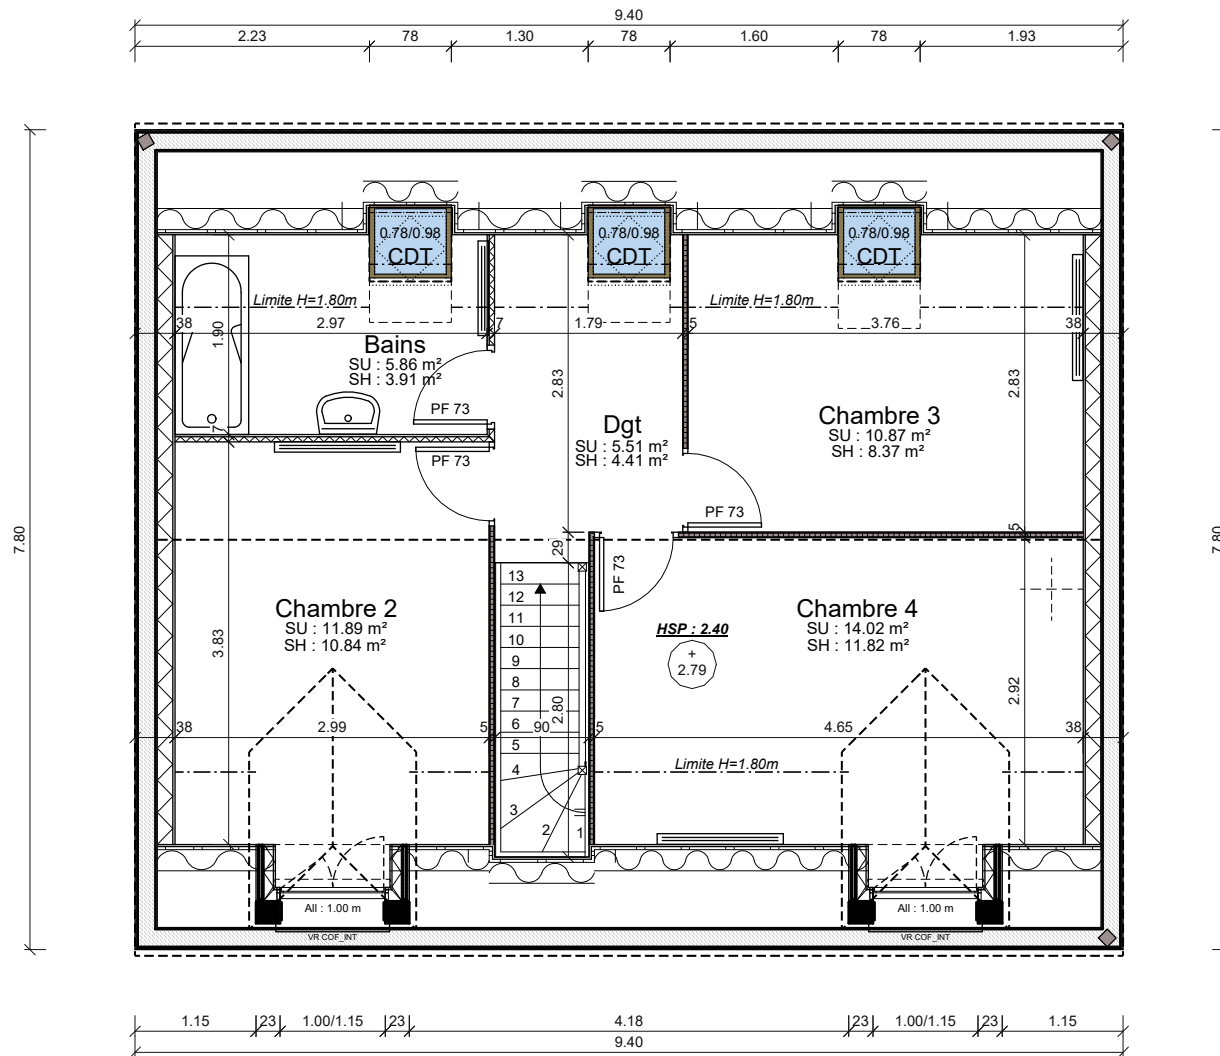 9.40
2.23 78 1.30 78 1.60 78 1.93
0.78/0.98 0.78/0.98 0.78/0.98
CDT CDT CDT
Limite H=1.80m Limite H=1.80m
38 2.97 7 1.79 5 3.76 38
1.90
Bains
SU : 5.86 m²
SH : 3.91 m²
2.83
2.83
PF 73
7
Dgt
SU : 5.51 m²
SH : 4.41 m²
Chambre 3
SU : 10.87 m²
SH : 8.37 m²
PF 73
PF 73
7.80
7.80
29
15
PF 73
13
12
11
10
9
8
7
6
5
4
3
2
1
Chambre 2
SU : 11.89 m²
SH : 10.84 m²
3.83
HSP : 2.40
+
2.79
Chambre 4
SU : 14.02 m²
SH : 11.82 m²
2.80
2.92
38 2.99 5 90 5 4.65 38
Limite H=1.80m
All : 1.00 m All : 1.00 m
VR COF_INT VR COF_INT
1.15 23 1.00/1.15 23 4.18 23 1.00/1.15 23 1.15
9.40